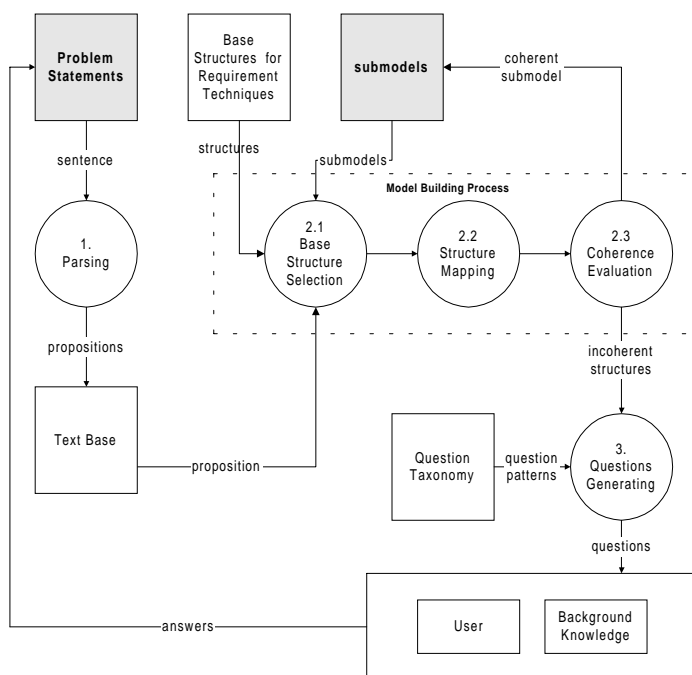 Problem
Statements
Base
Structures for
Requirement
Techniques
submodels
coherent
submodel
sentence
structures
submodels
Model Building Process
1.
Parsing
2.1
Base
Structure
Selection
2.2
Structure
Mapping
2.3
Coherence
Evaluation
propositions
incoherent
structures
Text Base
proposition
Question
Taxonomy
question
patterns
3.
Questions
Generating
questions
answers
User
Background
Knowledge